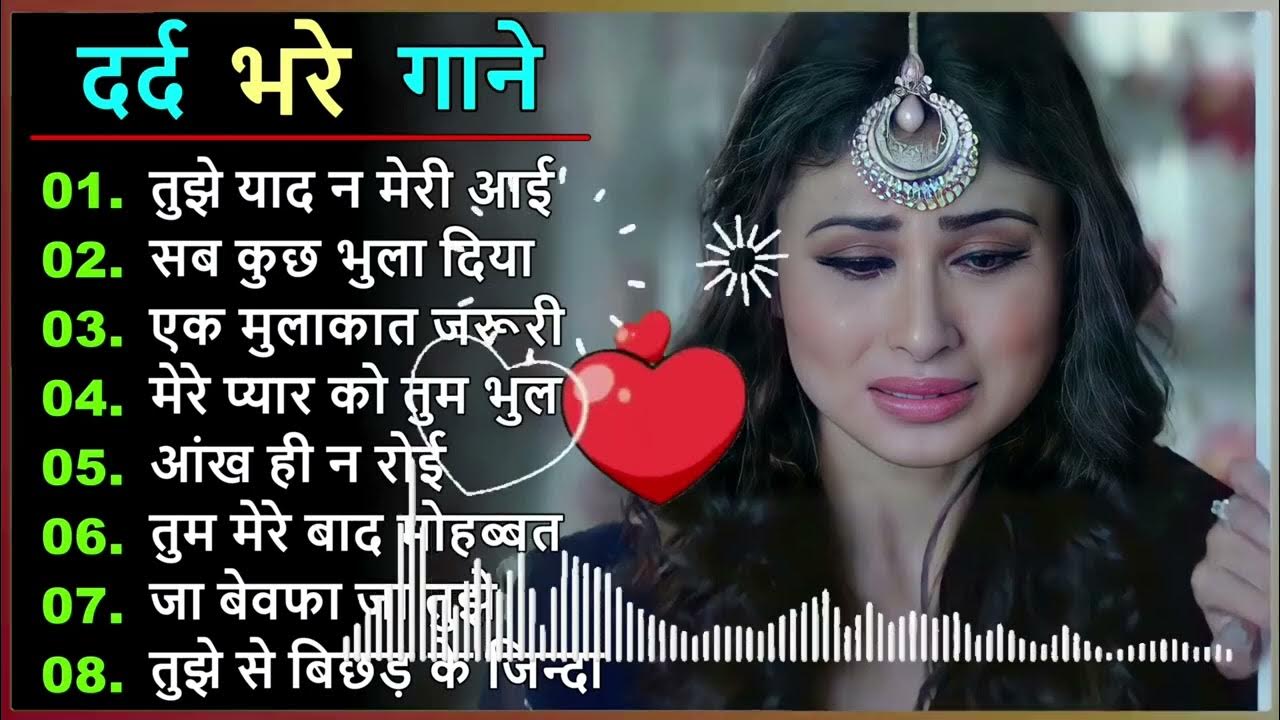 दर्द भरे गाने
01. तुझे याद न मेरी आई
02. सब कुछ भुला दिया
03. एक मुलाकात जरूरी
04. मेरे प्यार को तुम भुल
05. आंख ही न रोई
06. तुम मेरे बाद मोहब्बत
07. जा बेवफा जा तुझे
08. तुझे से बिछड़ के जिन्दा